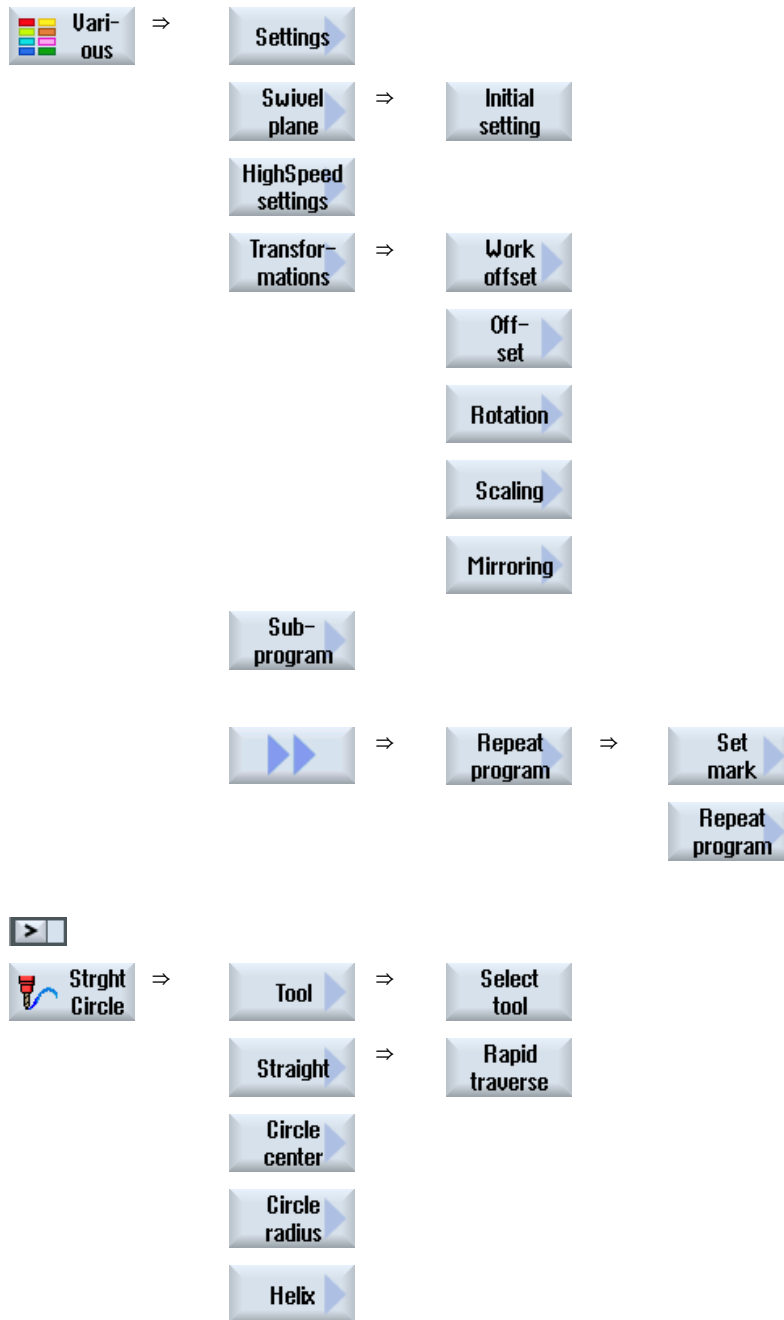 Vari-
ous
⇒
Settings
Swivel
plane
⇒
Initial
setting
HighSpeed
settings
Transfor-
mations
⇒
Work
offset
Off-
set
Rotation
Scaling
Mirroring
Sub-
program
⇒
Repeat
program
⇒
Set
mark
Repeat
program
>
Strght
Circle
⇒
Tool
⇒
Select
tool
Straight
⇒
Rapid
traverse
Circle
center
Circle
radius
Helix